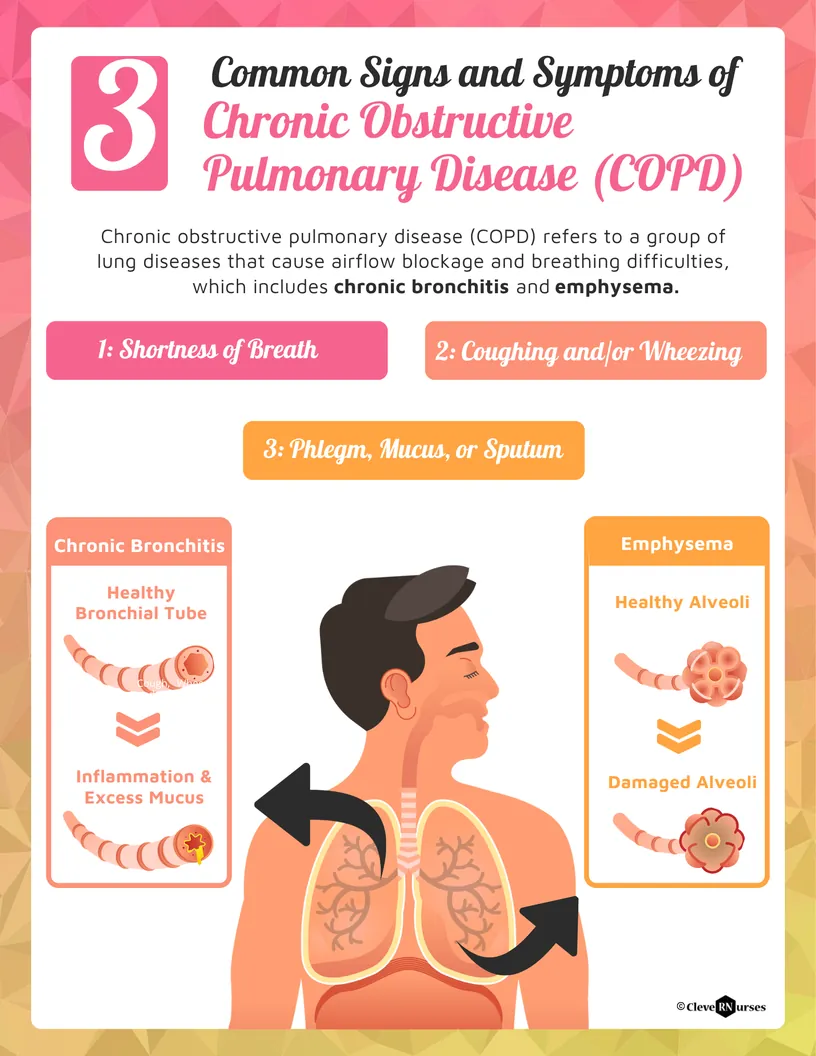 3
Common Signs and Symptoms of
Chronic Obstructive
Pulmonary Disease (COPD)
Chronic obstructive pulmonary disease (COPD) refers to a group of
lung diseases that cause airflow blockage and breathing difficulties,
which includes chronic bronchitis and emphysema.
1: Shortness of Breath
2: Coughing and/or Wheezing
3: Phlegm, Mucus, or Sputum
Chronic Bronchitis
Healthy
Bronchial Tube
Inflammation &
Excess Mucus
Emphysema
Healthy Alveoli
Damaged Alveoli
©CleveRNurses